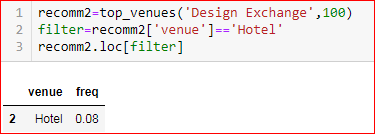 1 recomm2=top_venues('Design Exchange',100)
2 filter=recomm2['venue']=='Hotel'
3 recomm2.loc[filter]
venue freq
2 Hotel 0.08